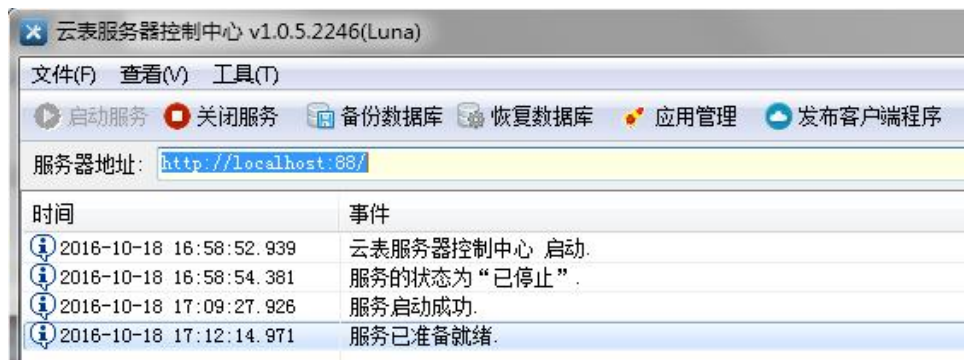 云表服务器控制中心 v1.0.5.2246(Luna)
文件(F) 查看(V) 工具(T)
启动服务 关闭服务 备份数据库 恢复数据库 应用管理 发布客户端程序
服务器地址: http://localhost:88/
时间 事件
2016-10-18 16:58:52.939 云表服务器控制中心 启动.
2016-10-18 16:58:54.381 服务的状态为“已停止”.
2016-10-18 17:09:27.926 服务启动成功.
2016-10-18 17:12:14.971 服务已准备就绪.